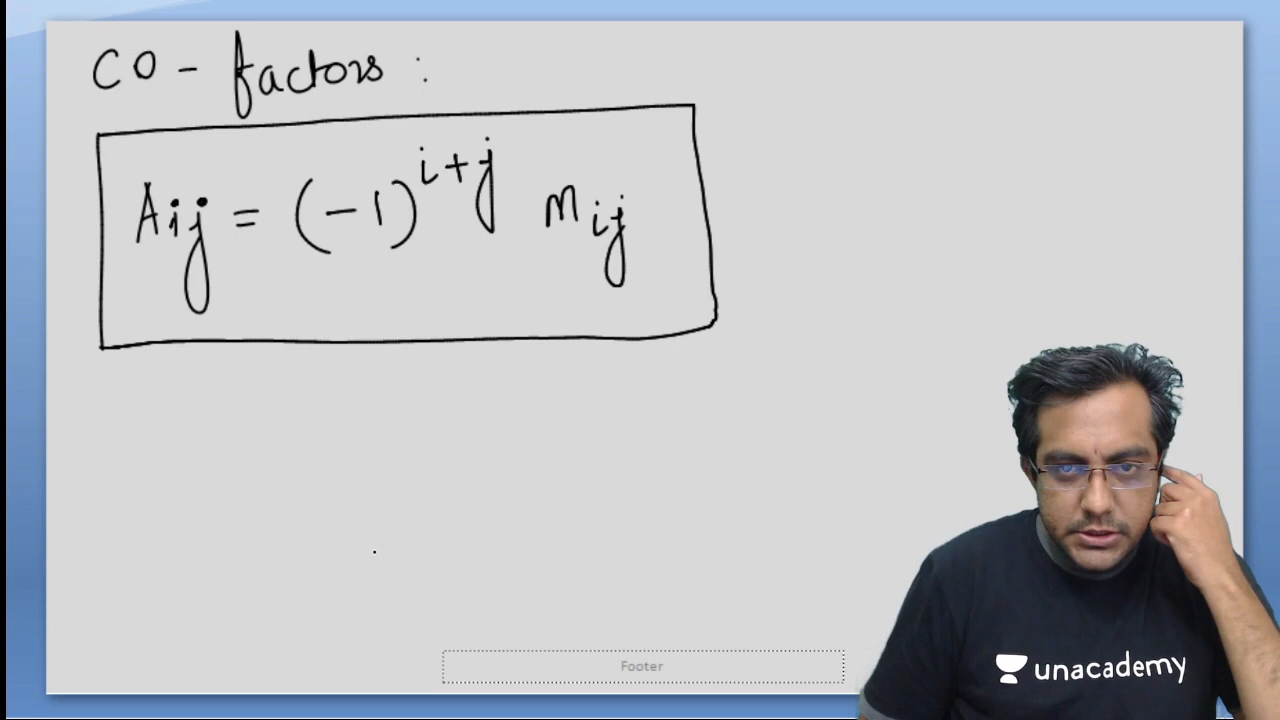 CO - factors :
Aij = (-1)^{i+j} Mij
Footer
unacademy